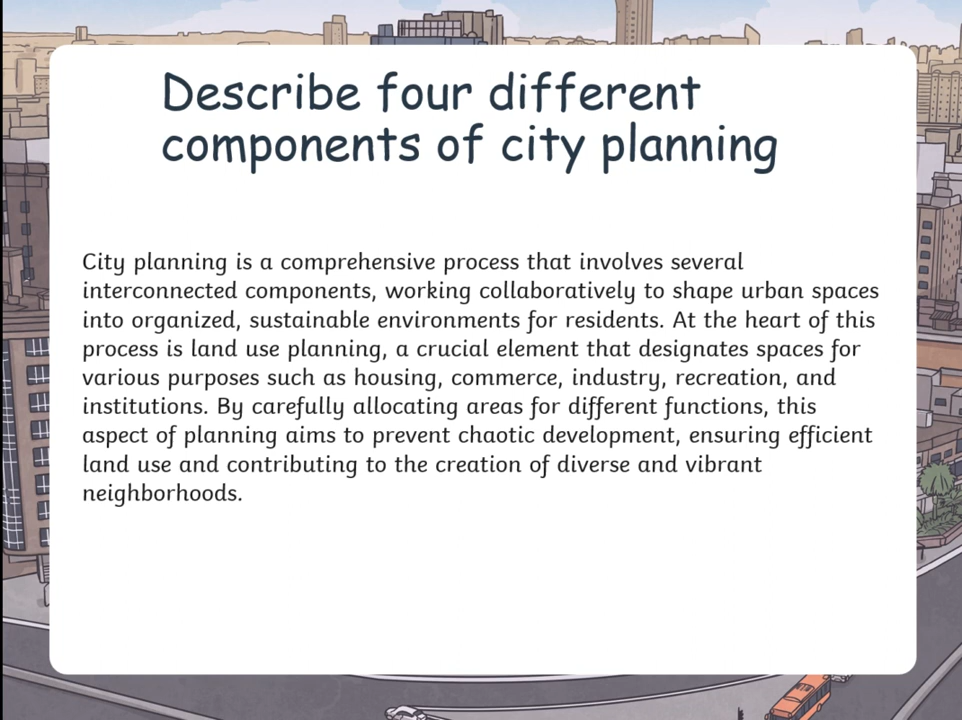 Describe four different
components of city planning
City planning is a comprehensive process that involves several
interconnected components, working collaboratively to shape urban spaces
into organized, sustainable environments for residents. At the heart of this
process is land use planning, a crucial element that designates spaces for
various purposes such as housing, commerce, industry, recreation, and
institutions. By carefully allocating areas for different functions, this
aspect of planning aims to prevent chaotic development, ensuring efficient
land use and contributing to the creation of diverse and vibrant
neighborhoods.